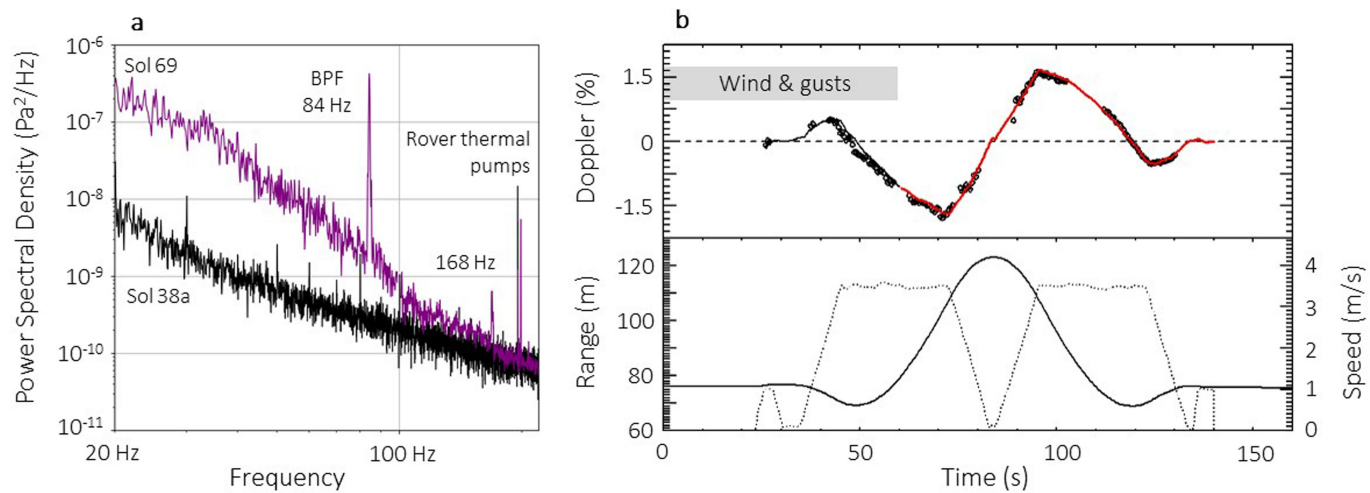 a
Power Spectral Density (Pa²/Hz)
10⁻⁶
10⁻⁷
10⁻⁸
10⁻⁹
10⁻¹⁰
10⁻¹¹
Sol 69
BPF
84 Hz
Rover thermal
pumps
168 Hz
Sol 38a
20 Hz
100 Hz
Frequency
b
Doppler (%)
1.5
0
-1.5
Wind & gusts
Range (m)
120
100
80
60
4
3
2
1
0
Speed (m/s)
0
50
100
150
Time (s)